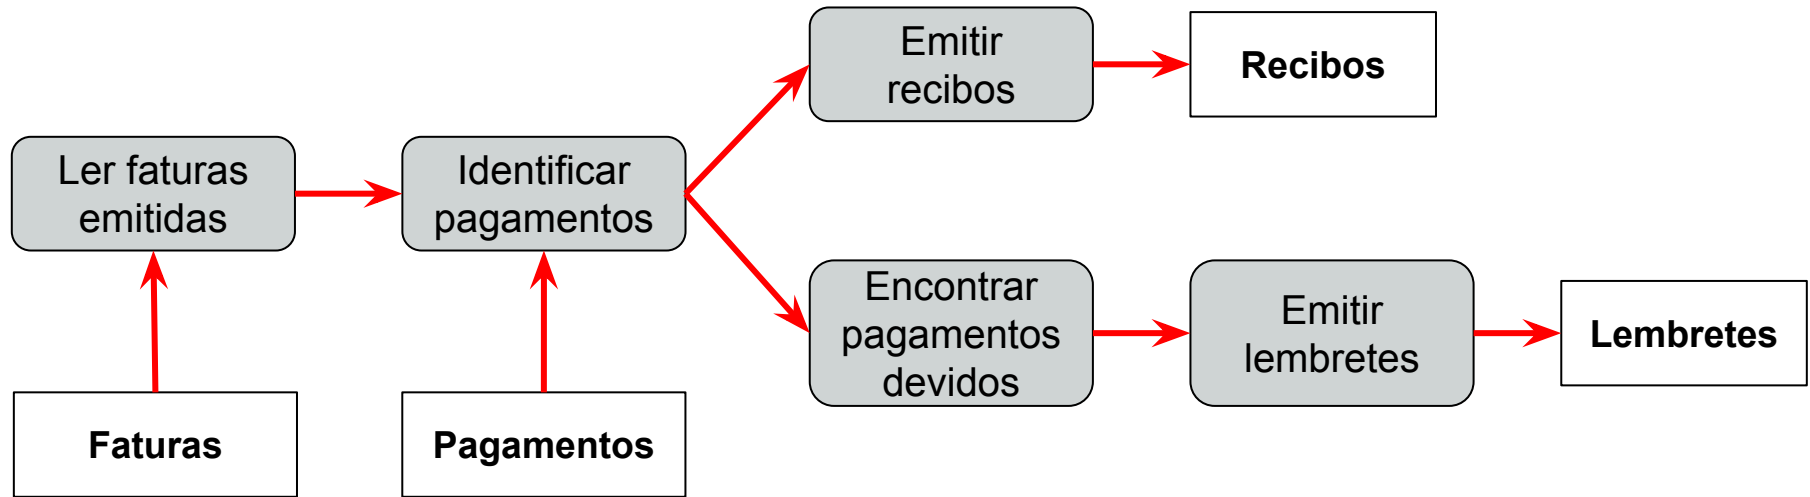 Emitir
recibos
Recibos
Ler faturas
emitidas
Identificar
pagamentos
Encontrar
pagamentos
devidos
Emitir
lembretes
Lembretes
Faturas
Pagamentos